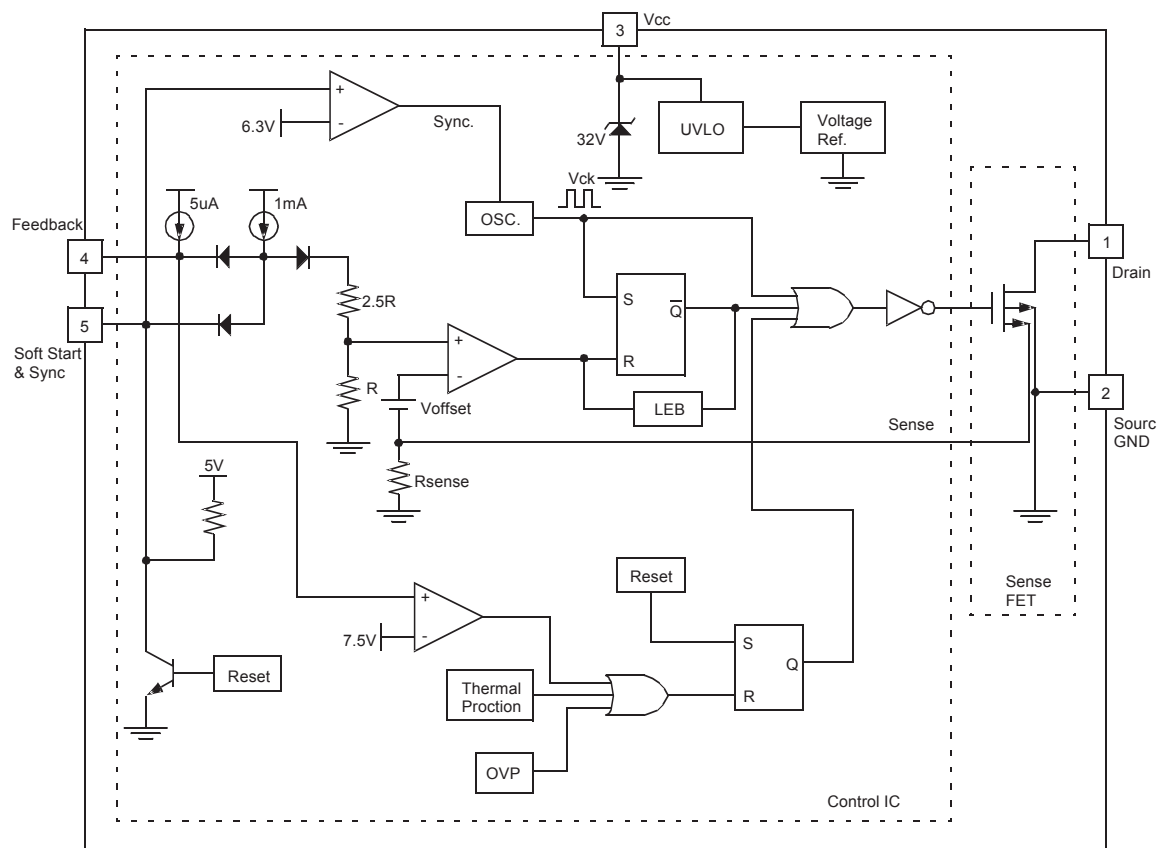 3
Vcc
+
6.3V
-
Sync.
32V
UVLO
Voltage
Ref.
Vck
OSC.
5uA
1mA
Feedback
4
1
Drain
5
Soft Start
& Sync
2.5R
S
Q
R
+
-
R
Voffset
LEB
2
Sourc
GND
Sense
5V
Rsense
Reset
Sense
FET
+
7.5V
-
S
Q
R
Reset
Thermal
Proction
OVP
Control IC